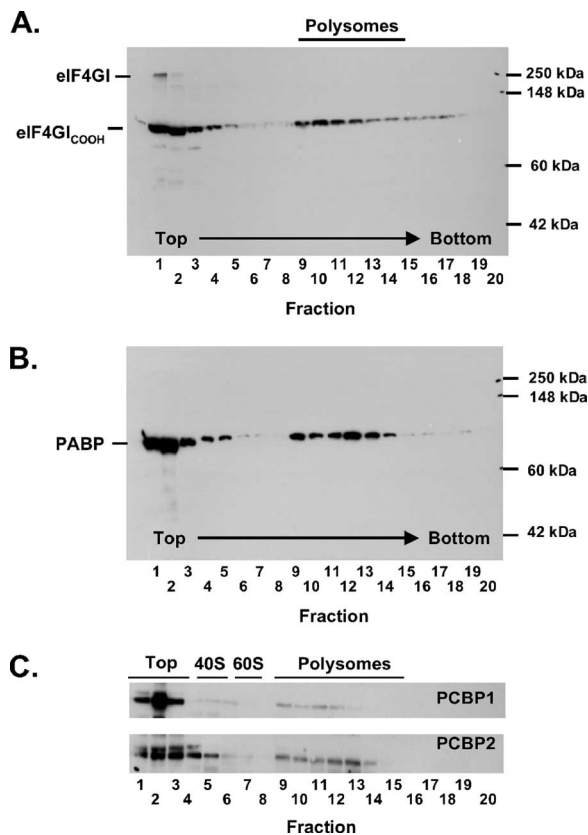 A.
Polysomes
eIF4GI
250 kDa
148 kDa
eIF4GI_COOH
60 kDa
42 kDa
Top Bottom
1 3 5 7 9 11 13 15 17 19
2 4 6 8 10 12 14 16 18 20
Fraction
B.
250 kDa
148 kDa
PABP
60 kDa
42 kDa
Top Bottom
1 3 5 7 9 11 13 15 17 19
2 4 6 8 10 12 14 16 18 20
Fraction
C.
Top 40S 60S Polysomes
PCBP1
PCBP2
1 3 5 7 9 11 13 15 17 19
2 4 6 8 10 12 14 16 18 20
Fraction